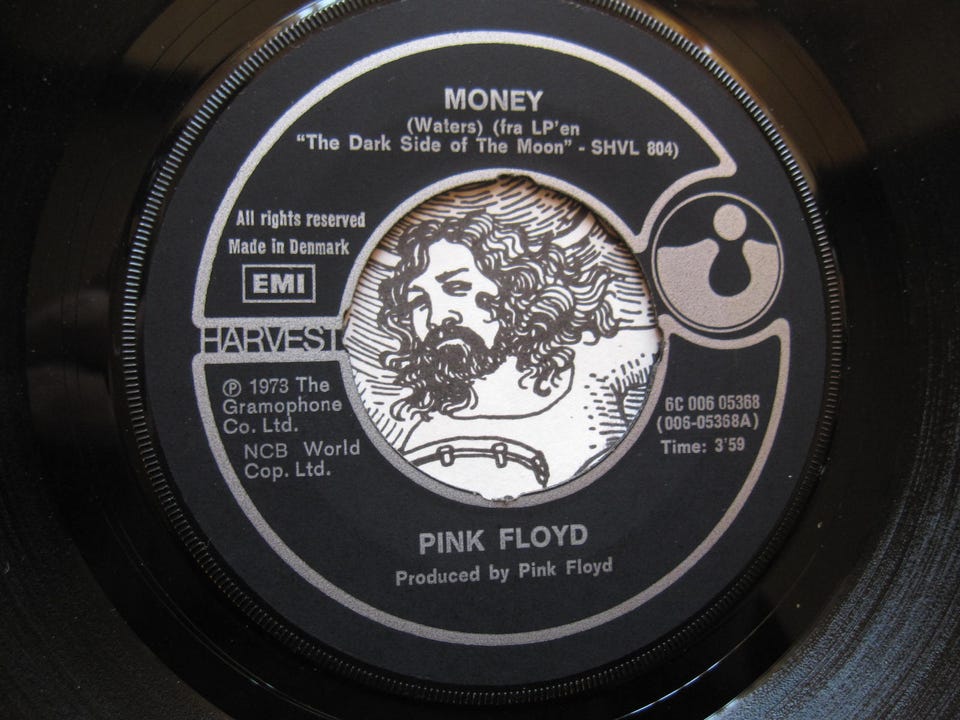 MONEY
(Waters) (fra LP'en
"The Dark Side of The Moon" - SHVL 804)
All rights reserved
Made in Denmark
EMI
HARVEST
℗ 1973 The
Gramophone
Co. Ltd.
NCB World
Cop. Ltd.
6C 006 05368
(006-05368A)
Time: 3'59
PINK FLOYD
Produced by Pink Floyd